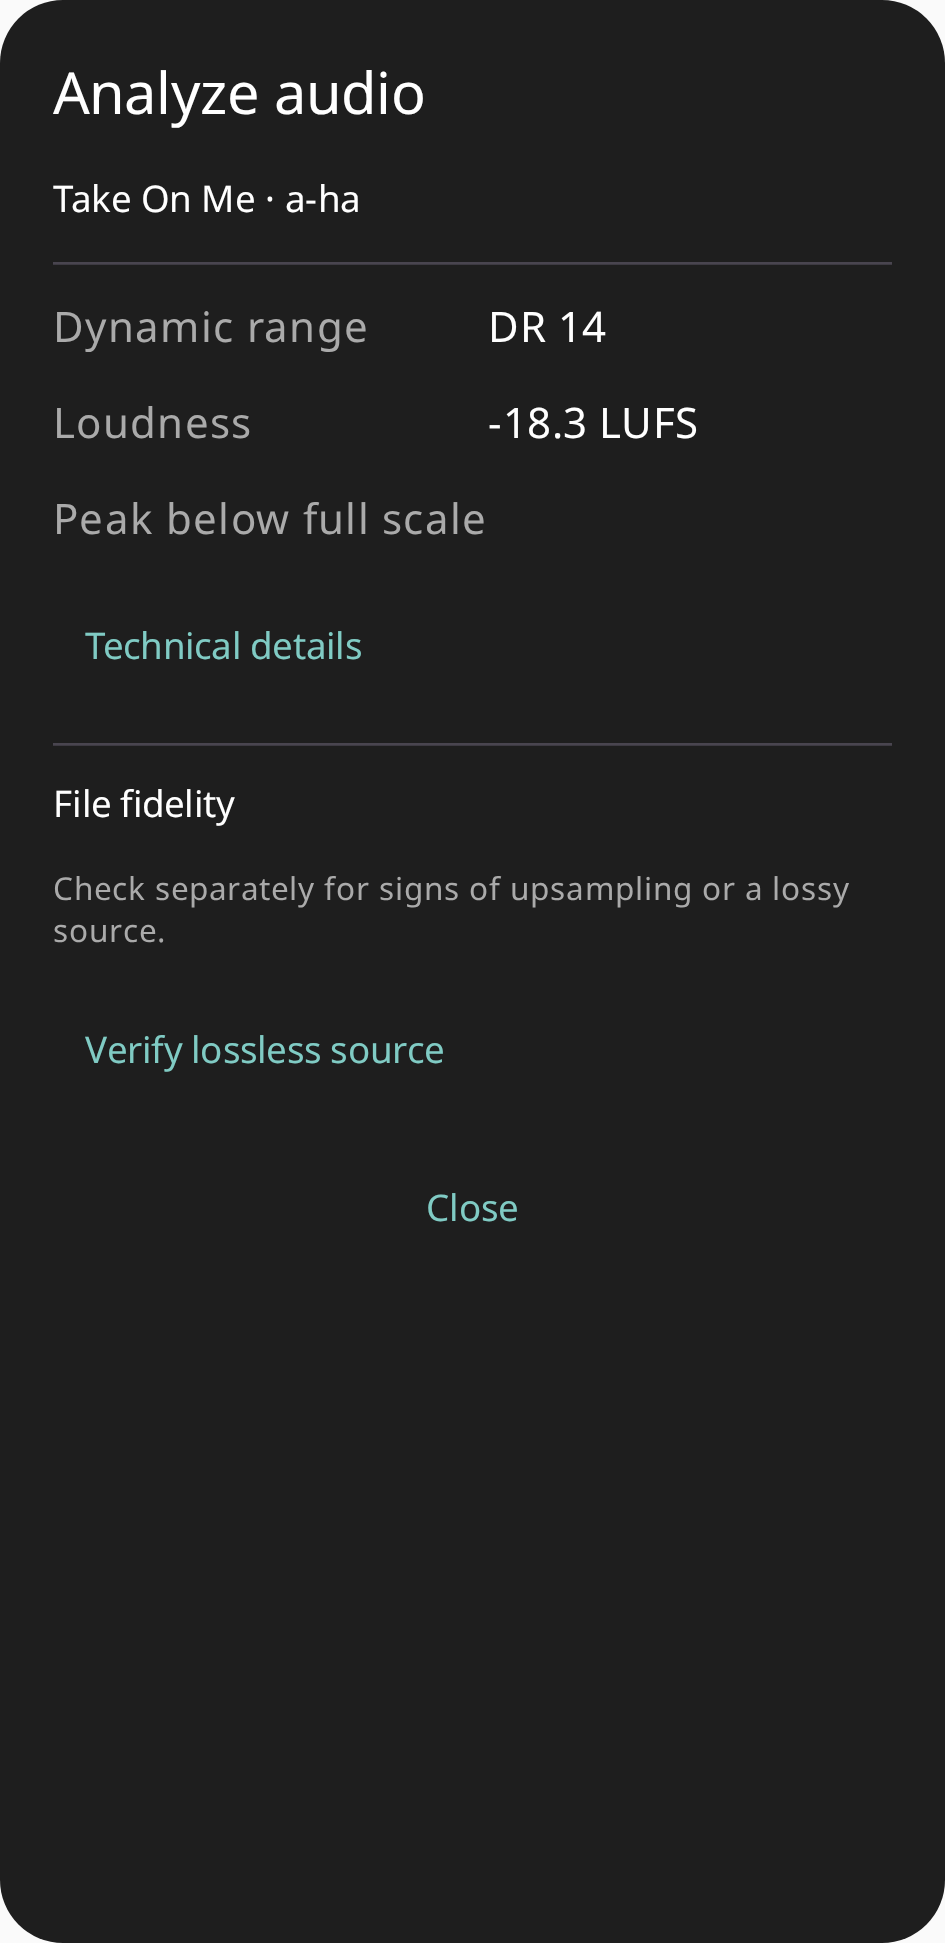 Analyze audio
Take On Me · a-ha
Dynamic range DR 14
Loudness -18.3 LUFS
Peak below full scale
Technical details
File fidelity
Check separately for signs of upsampling or a lossy
source.
Verify lossless source
Close